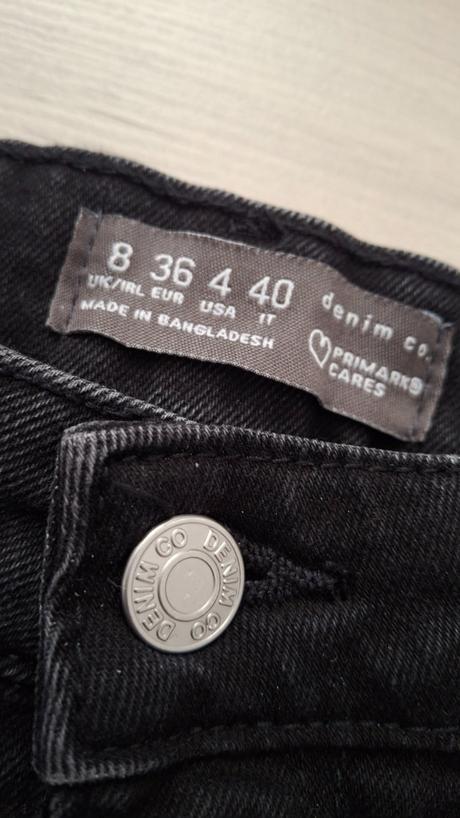 8 36 4 40
UK/IRL EUR USA IT
MADE IN BANGLADESH
denim co.
PRIMARK®
CARES
DENIM CO DENIM CO